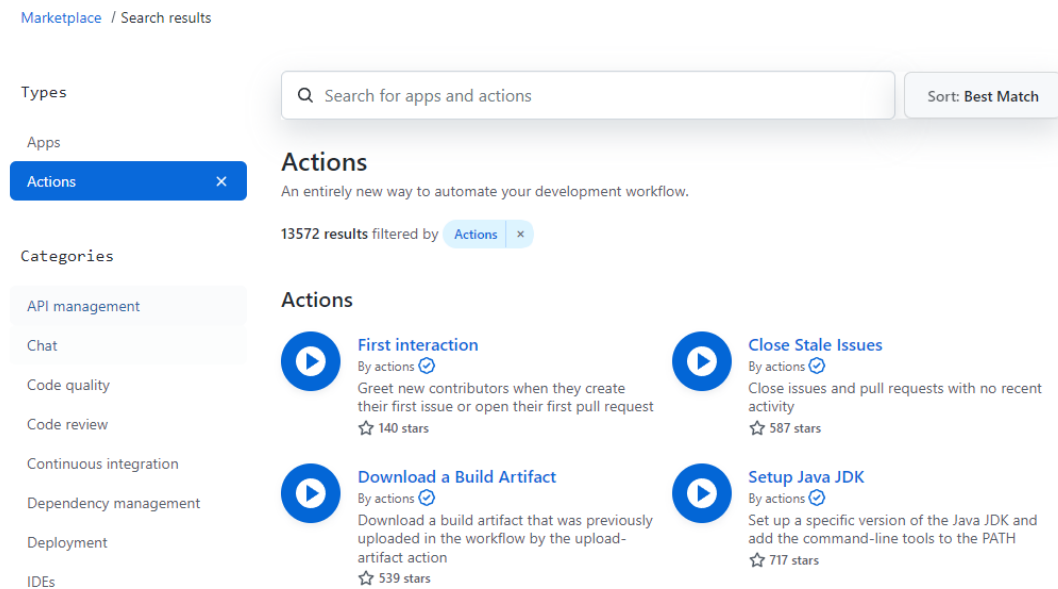 Marketplace / Search results
Types
Apps
Actions ×
Categories
API management
Chat
Code quality
Code review
Continuous integration
Dependency management
Deployment
IDEs
Search for apps and actions
Sort: Best Match
Actions
An entirely new way to automate your development workflow.
13572 results filtered by Actions ×
Actions
First interaction
By actions
Greet new contributors when they create
their first issue or open their first pull request
140 stars
Close Stale Issues
By actions
Close issues and pull requests with no recent
activity
587 stars
Download a Build Artifact
By actions
Download a build artifact that was previously
uploaded in the workflow by the upload-
artifact action
539 stars
Setup Java JDK
By actions
Set up a specific version of the Java JDK and
add the command-line tools to the PATH
717 stars